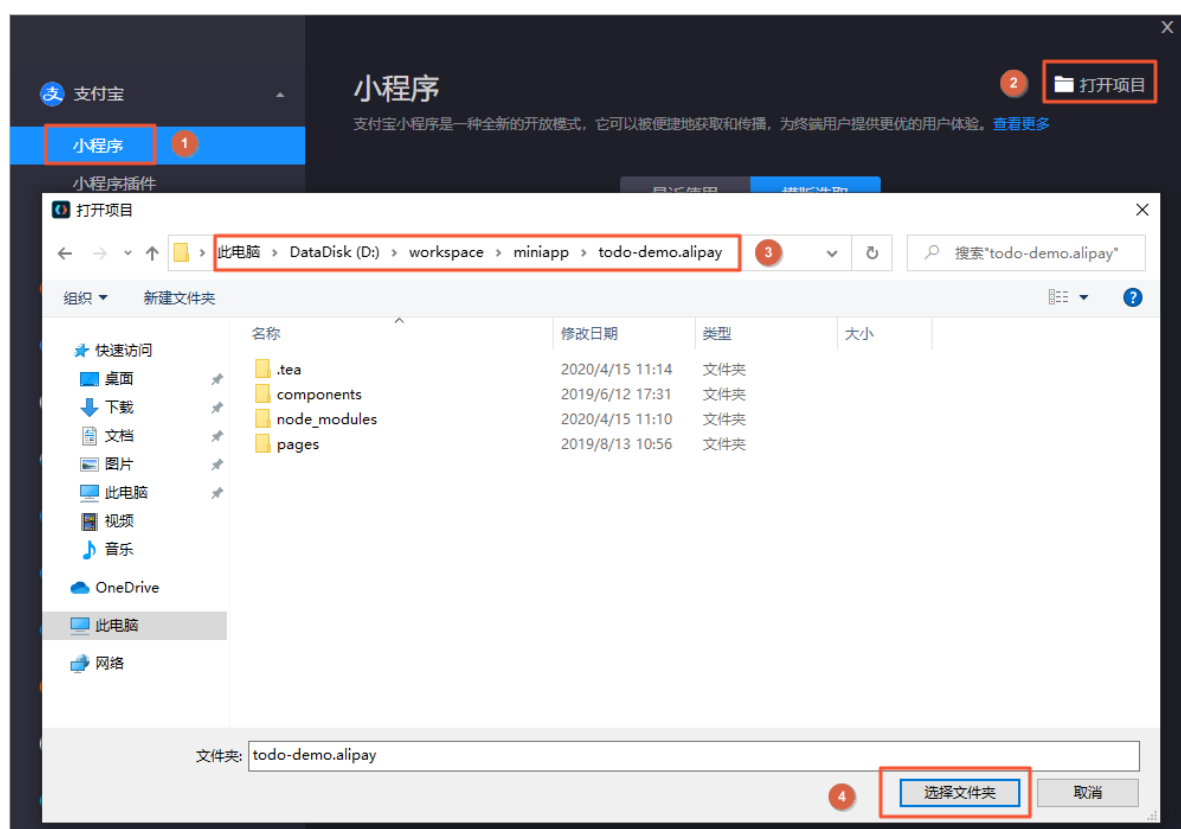 X
支付宝
小程序
2
打开项目
支付宝小程序是一种全新的开放模式，它可以被便捷地获取和传播，为终端用户提供更优的用户体验。查看更多
小程序
1
小程序插件
最近使用
模版选取
打开项目
此电脑 › DataDisk (D:) › workspace › miniapp › todo-demo.alipay
3
搜索"todo-demo.alipay"
组织
新建文件夹
?
名称 修改日期 类型 大小
快速访问
桌面
下载
文档
图片
此电脑
视频
音乐
OneDrive
此电脑
网络
.tea 2020/4/15 11:14 文件夹
components 2019/6/12 17:31 文件夹
node_modules 2020/4/15 11:10 文件夹
pages 2019/8/13 10:56 文件夹
文件夹: todo-demo.alipay
4
选择文件夹
取消